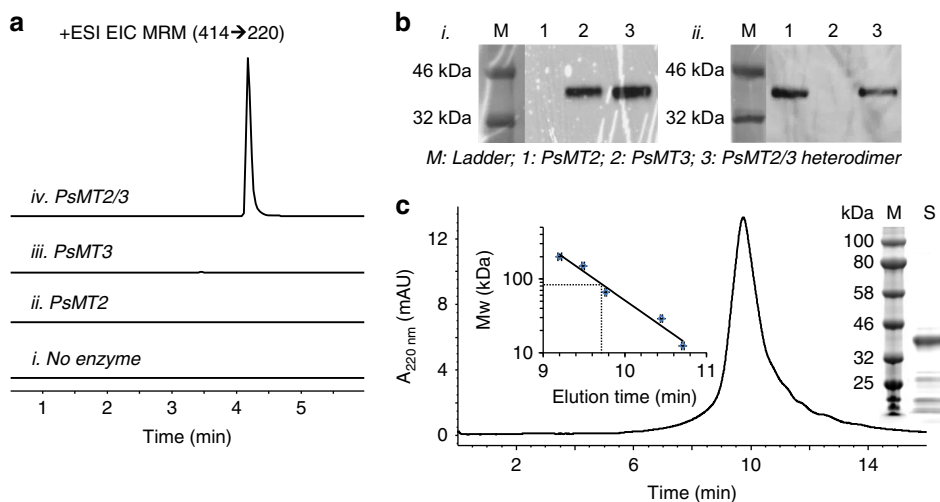 a
+ESI EIC MRM (414→220)
iv. PsMT2/3
iii. PsMT3
ii. PsMT2
i. No enzyme
1 2 3 4 5
Time (min)
b
i. M 1 2 3
46 kDa
32 kDa
ii. M 1 2 3
46 kDa
32 kDa
M: Ladder; 1: PsMT2; 2: PsMT3; 3: PsMT2/3 heterodimer
c
12
8
4
0
A220 nm (mAU)
2 6 10 14
Time (min)
100
10
Mw (kDa)
9 10 11
Elution time (min)
kDa M S
100
80
58
46
32
25